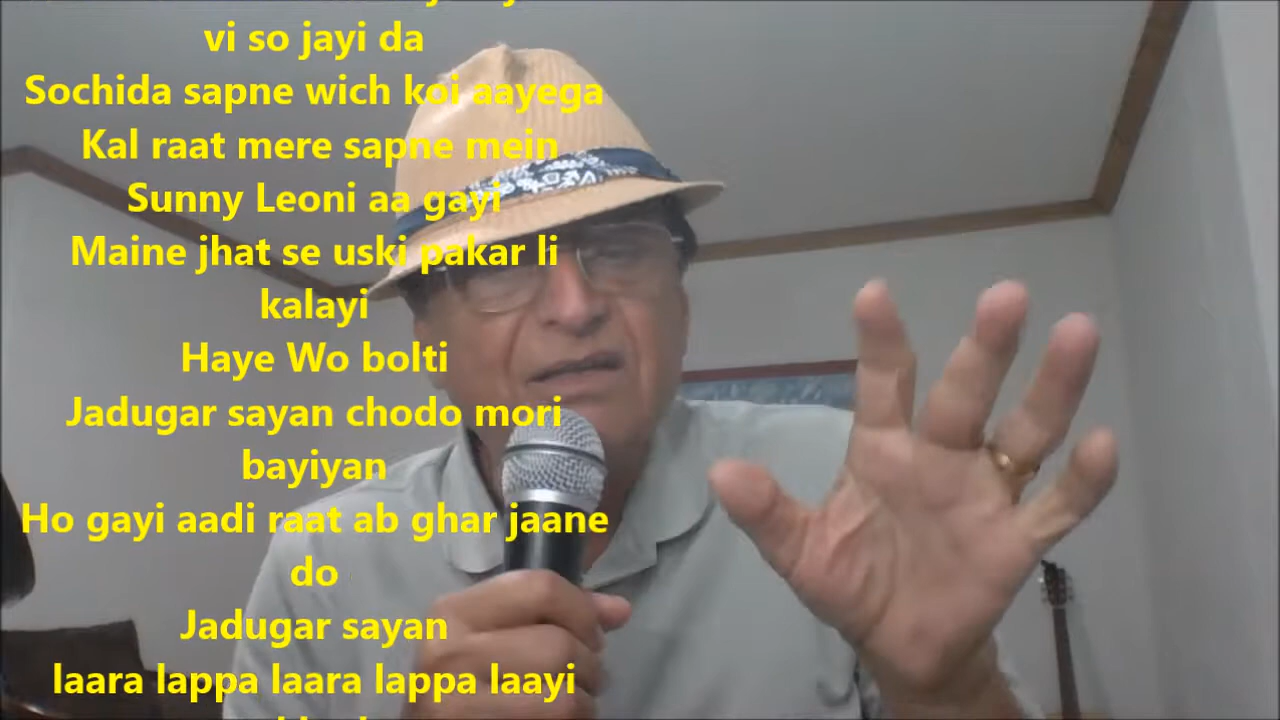 vi so jayi da
Sochida sapne wich koi aayega
Kal raat mere sapne mein
Sunny Leoni aa gayi
Maine jhat se uski pakar li
kalayi
Haye Wo bolti
Jadugar sayan chodo mori
bayiyan
Ho gayi aadi raat ab ghar jaane
do
Jadugar sayan
laara lappa laara lappa laayi